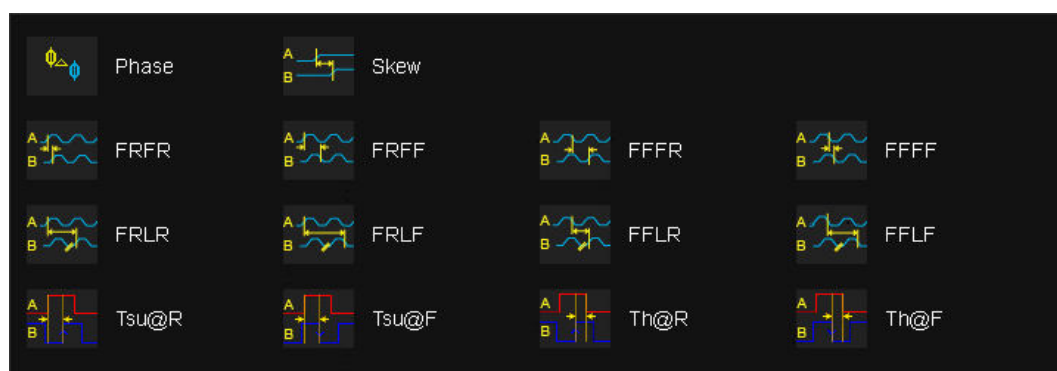 Φ Φ Phase A B Skew
A B FRFR A B FRFF A B FFFR A B FFFF
A B FRLR A B FRLF A B FFLR A B FFLF
A B Tsu@R A B Tsu@F A B Th@R A B Th@F